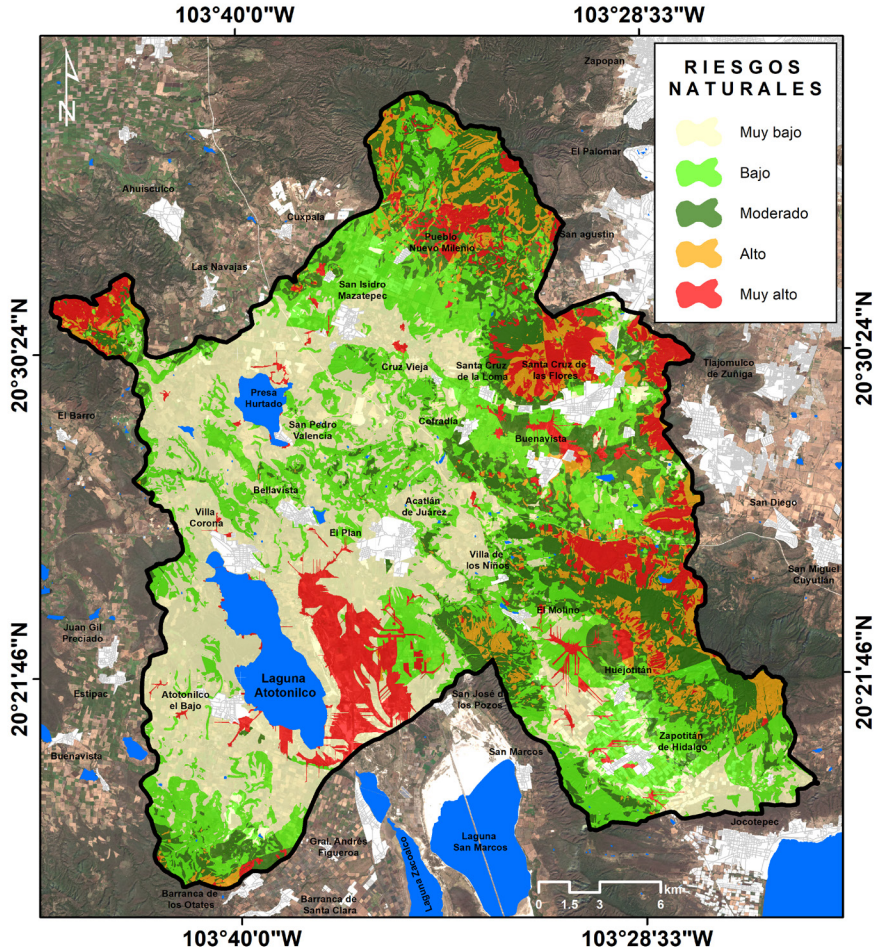 103°40'0"W
103°28'33"W
RIESGOS
NATURALES
Muy bajo
Bajo
Moderado
Alto
Muy alto
N
Zapopan
El Palomar
Ahuisculco
Cuxpala
Pueblo
Nuevo Milenio
San agustin
Las Navajas
San Isidro
Mazatepec
20°30'24"N
20°30'24"N
Cruz Vieja
Santa Cruz
de la Loma
Santa Cruz de
las Flores
Tlajomulco
de Zuñiga
Presa
Hurtado
El Barro
San Pedro
Valencia
Cofradía
Buenavista
Bellavista
Villa
Corona
Acatlán
de Juárez
San Diego
El Plan
Villa de
los Niños
San Miguel
Cuyutlán
El Molino
Juan Gil
Preciado
20°21'46"N
20°21'46"N
Laguna
Atotonilco
Huejotitán
Estipac
Atotonilco
el Bajo
San José d
los Pozos
Zapotitán
de Hidalgo
Buenavista
San Marcos
Jocotepec
Gral. Andrés
Figueroa
Laguna
San Marcos
Laguna Zacoalco
Barranca de
los Otates
Barranca de
Santa Clara
km
0 1.5 3 6
103°40'0"W
103°28'33"W